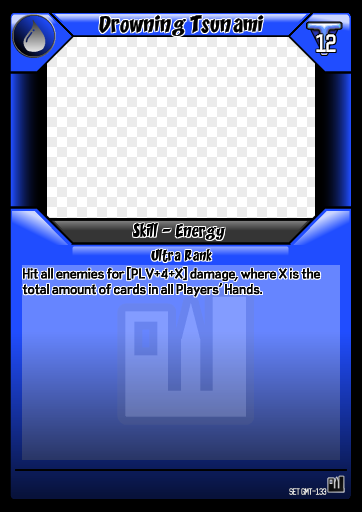 Drowning Tsunami
12
Skill - Energy
Ultra Rank
Hit all enemies for [PLV+4+X] damage, where X is the
total amount of cards in all Players' Hands.
SET GMT-133